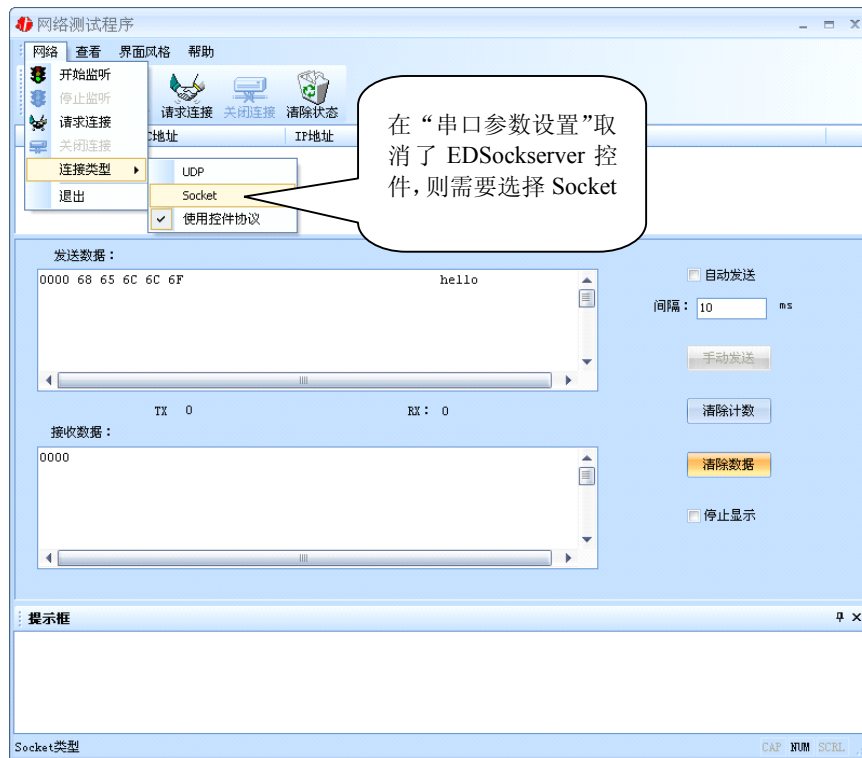 网络测试程序
网络 查看 界面风格 帮助
开始监听
停止监听
请求连接
关闭连接
连接类型
退出
请求连接 关闭连接 清除状态
C地址 IP地址
UDP
Socket
使用控件协议
在“串口参数设置”取
消了 EDSockserver 控
件，则需要选择 Socket
发送数据：
0000 68 65 6C 6C 6F hello
自动发送
间隔： 10 ms
手动发送
TX 0 RX： 0
清除计数
接收数据：
0000
清除数据
停止显示
提示框
Socket类型
CAP NUM SCRL